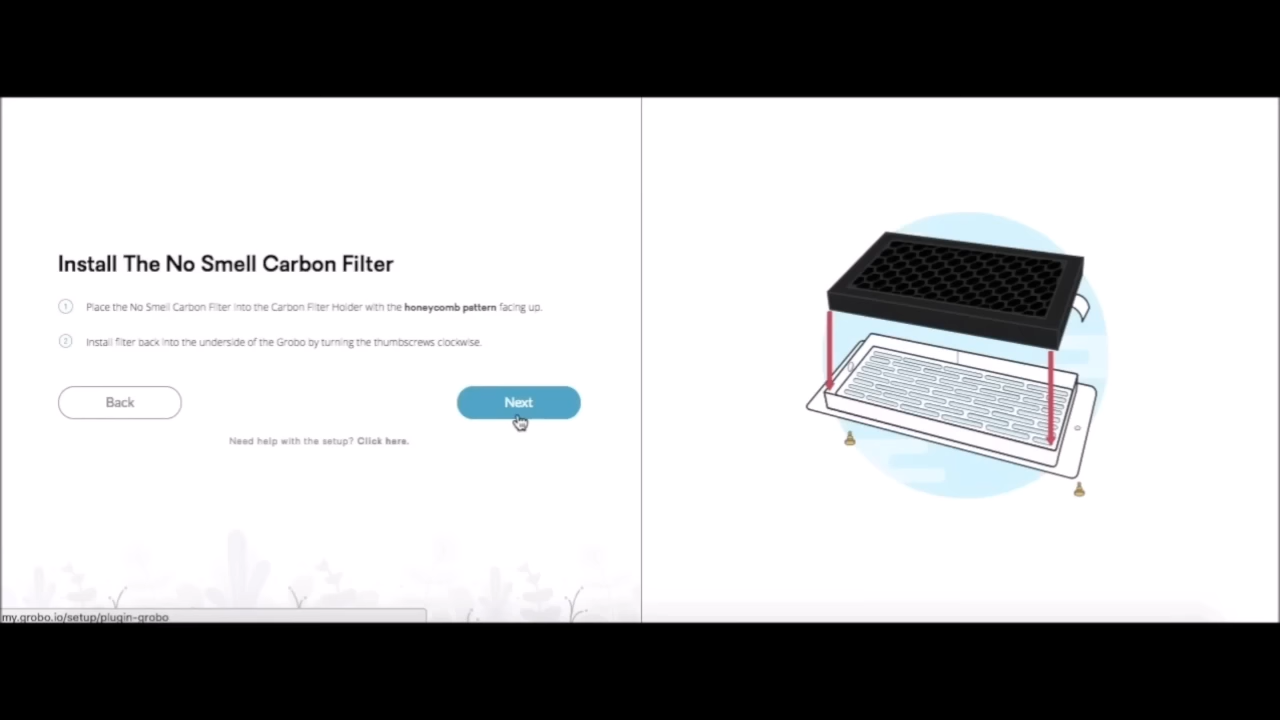 Install The No Smell Carbon Filter
1 Place the No Smell Carbon Filter into the Carbon Filter Holder with the honeycomb pattern facing up.
2 Install filter back into the underside of the Grobo by turning the thumbscrews clockwise.
Back Next
Need help with the setup? Click here.
my.grobo.io/setup/plugin-grobo